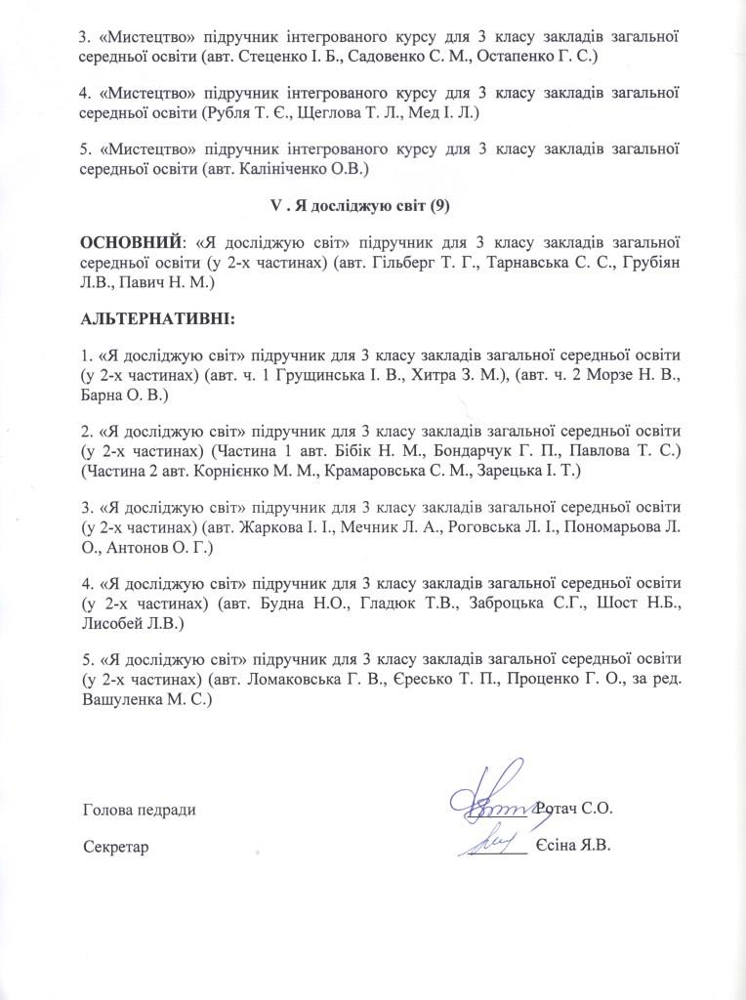 3. «Мистецтво» підручник інтегрованого курсу для 3 класу закладів загальної
середньої освіти (авт. Стеценко І. Б., Садовенко С. М., Остапенко Г. С.)
4. «Мистецтво» підручник інтегрованого курсу для 3 класу закладів загальної
середньої освіти (Рубля Т. Є., Щеглова Т. Л., Мед І. Л.)
5. «Мистецтво» підручник інтегрованого курсу для 3 класу закладів загальної
середньої освіти (авт. Калініченко О.В.)
V . Я досліджую світ (9)
ОСНОВНИЙ: «Я досліджую світ» підручник для 3 класу закладів загальної
середньої освіти (у 2-х частинах) (авт. Гільберг Т. Г., Тарнавська С. С., Грубіян
Л.В., Павич Н. М.)
АЛЬТЕРНАТИВНІ:
1. «Я досліджую світ» підручник для 3 класу закладів загальної середньої освіти
(у 2-х частинах) (авт. ч. 1 Грущинська І. В., Хитра З. М.), (авт. ч. 2 Морзе Н. В.,
Барна О. В.)
2. «Я досліджую світ» підручник для 3 класу закладів загальної середньої освіти
(у 2-х частинах) (Частина 1 авт. Бібік Н. М., Бондарчук Г. П., Павлова Т. С.)
(Частина 2 авт. Корнієнко М. М., Крамаровська С. М., Зарецька І. Т.)
3. «Я досліджую світ» підручник для 3 класу закладів загальної середньої освіти
(у 2-х частинах) (авт. Жаркова І. І., Мечник Л. А., Роговська Л. І., Пономарьова Л.
О., Антонов О. Г.)
4. «Я досліджую світ» підручник для 3 класу закладів загальної середньої освіти
(у 2-х частинах) (авт. Будна Н.О., Гладюк Т.В., Заброцька С.Г., Шост Н.Б.,
Лисобей Л.В.)
5. «Я досліджую світ» підручник для 3 класу закладів загальної середньої освіти
(у 2-х частинах) (авт. Ломаковська Г. В., Єресько Т. П., Проценко Г. О., за ред.
Вашуленка М. С.)
Голова педради _______ Ротач С.О.
Секретар _______ Єсіна Я.В.